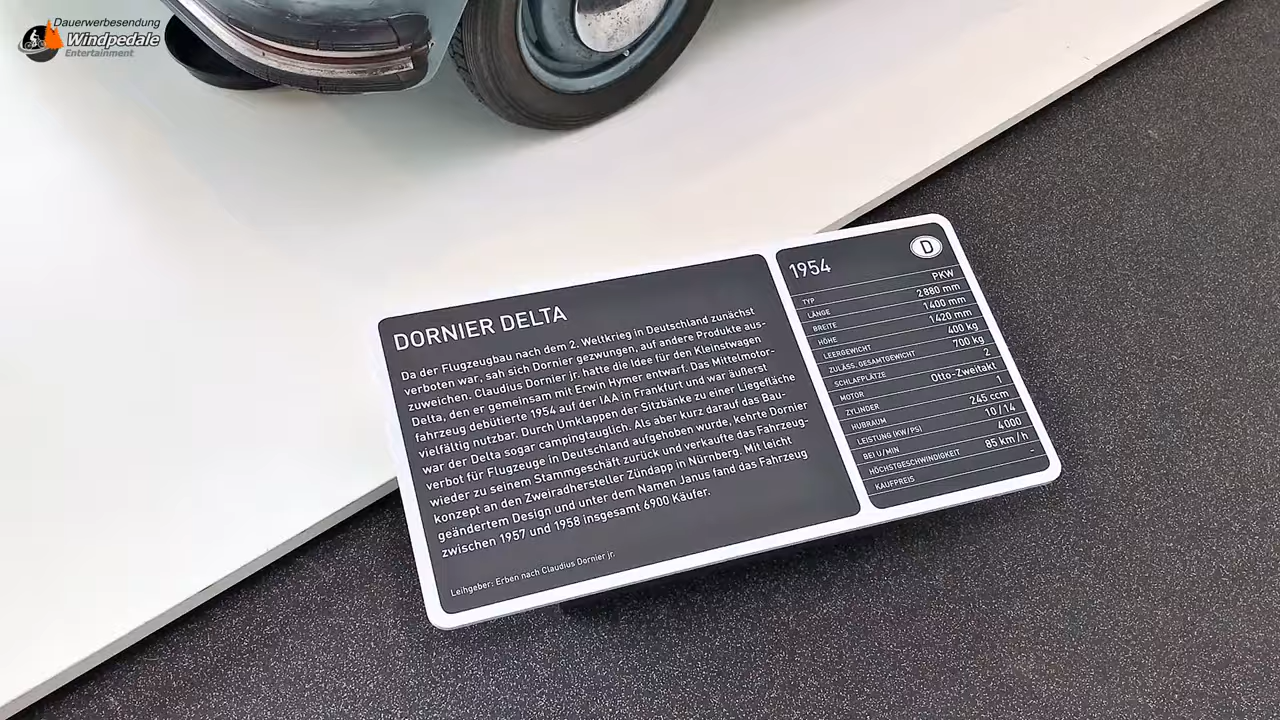 Dauerwerbesendung
Windpedale
Entertainment
DORNIER DELTA
Da der Flugzeugbau nach dem 2. Weltkrieg in Deutschland zunächst
verboten war, sah sich Dornier gezwungen, auf andere Produkte aus-
zuweichen. Claudius Dornier jr. hatte die Idee für den Kleinstwagen
Delta, den er gemeinsam mit Erwin Hymer entwarf. Das Mittelmotor-
fahrzeug debütierte 1954 auf der IAA in Frankfurt und war äußerst
vielfältig nutzbar. Durch Umklappen der Sitzbänke zu einer Liegefläche
war der Delta sogar campingtauglich. Als aber kurz darauf das Bau-
verbot für Flugzeuge in Deutschland aufgehoben wurde, kehrte Dornier
wieder zu seinem Stammgeschäft zurück und verkaufte das Fahrzeug-
konzept an den Zweiradhersteller Zündapp in Nürnberg. Mit leicht
geändertem Design und unter dem Namen Janus fand das Fahrzeug
zwischen 1957 und 1958 insgesamt 6900 Käufer.
Leihgeber: Erben nach Claudius Dornier jr.
1954 D
TYP PKW
LÄNGE 2880 mm
BREITE 1400 mm
HÖHE 1420 mm
LEERGEWICHT 400 kg
ZULÄSS. GESAMTGEWICHT 700 kg
SCHLAFPLÄTZE 2
MOTOR Otto-Zweitakt
ZYLINDER 1
HUBRAUM 245 ccm
LEISTUNG (KW/PS) 10 / 14
BEI U/MIN 4000
HÖCHSTGESCHWINDIGKEIT 85 km/h
KAUFPREIS -